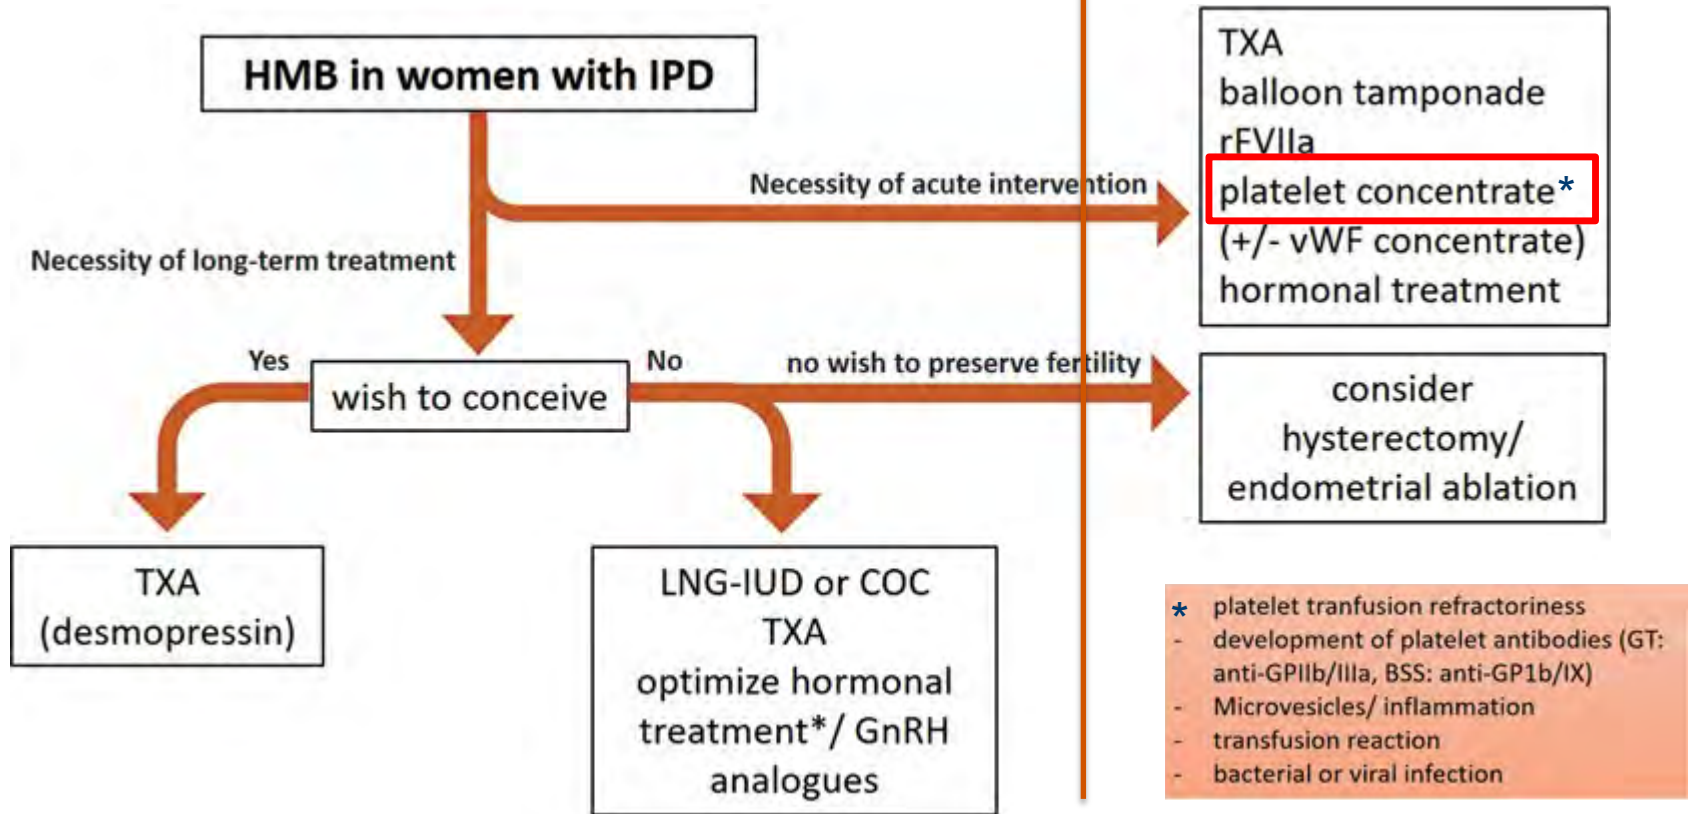 HMB in women with IPD
Necessity of acute intervention
TXA
balloon tamponade
rFVIIa
platelet concentrate*
(+/- vWF concentrate)
hormonal treatment
Necessity of long-term treatment
Yes
wish to conceive
No
no wish to preserve fertility
consider
hysterectomy/
endometrial ablation
TXA
(desmopressin)
LNG-IUD or COC
TXA
optimize hormonal
treatment*/ GnRH
analogues
* platelet tranfusion refractoriness
- development of platelet antibodies (GT:
anti-GPIIb/IIIa, BSS: anti-GP1b/IX)
- Microvesicles/ inflammation
- transfusion reaction
- bacterial or viral infection